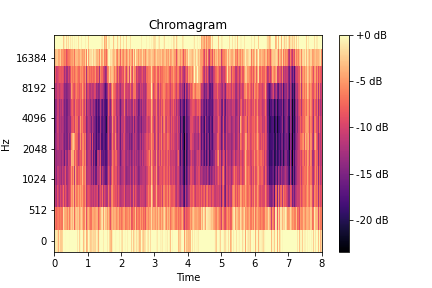 Chromagram
Hz
16384
8192
4096
2048
1024
512
0
0 1 2 3 4 5 6 7 8
Time
+0 dB
-5 dB
-10 dB
-15 dB
-20 dB